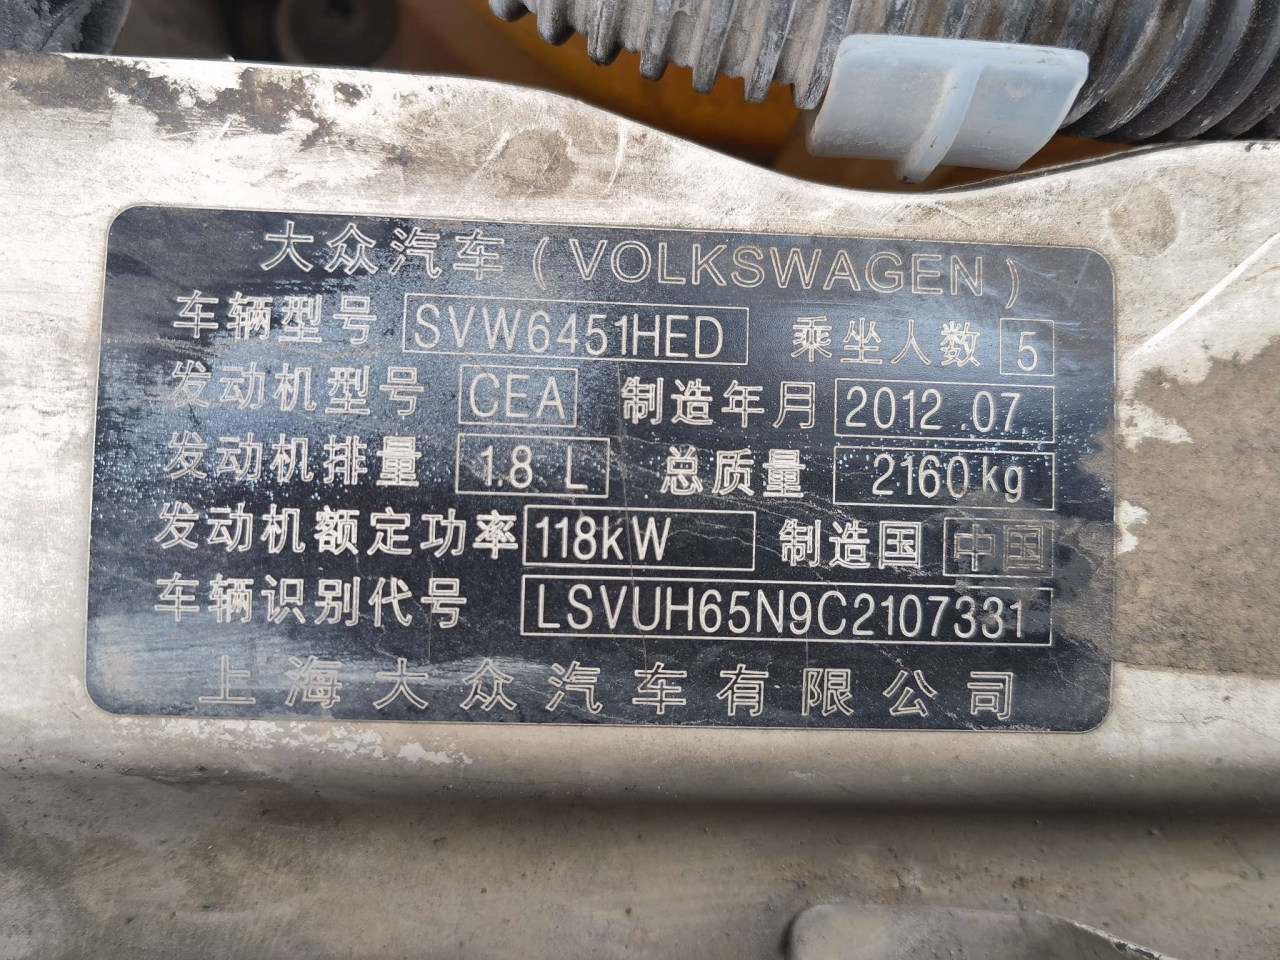 大众汽车(VOLKSWAGEN)
车辆型号 SVW6451HED 乘坐人数 5
发动机型号 CEA 制造年月 2012.07
发动机排量 1.8 L 总质量 2160kg
发动机额定功率 118kW 制造国 中国
车辆识别代号 LSVUH65N9C2107331
上海大众汽车有限公司